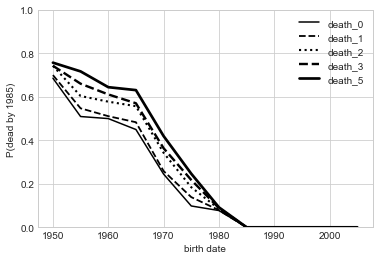 1.0
0.8
0.6
0.4
0.2
0.0
P(dead by 1985)
death_0
death_1
death_2
death_3
death_5
1950 1960 1970 1980 1990 2000
birth date